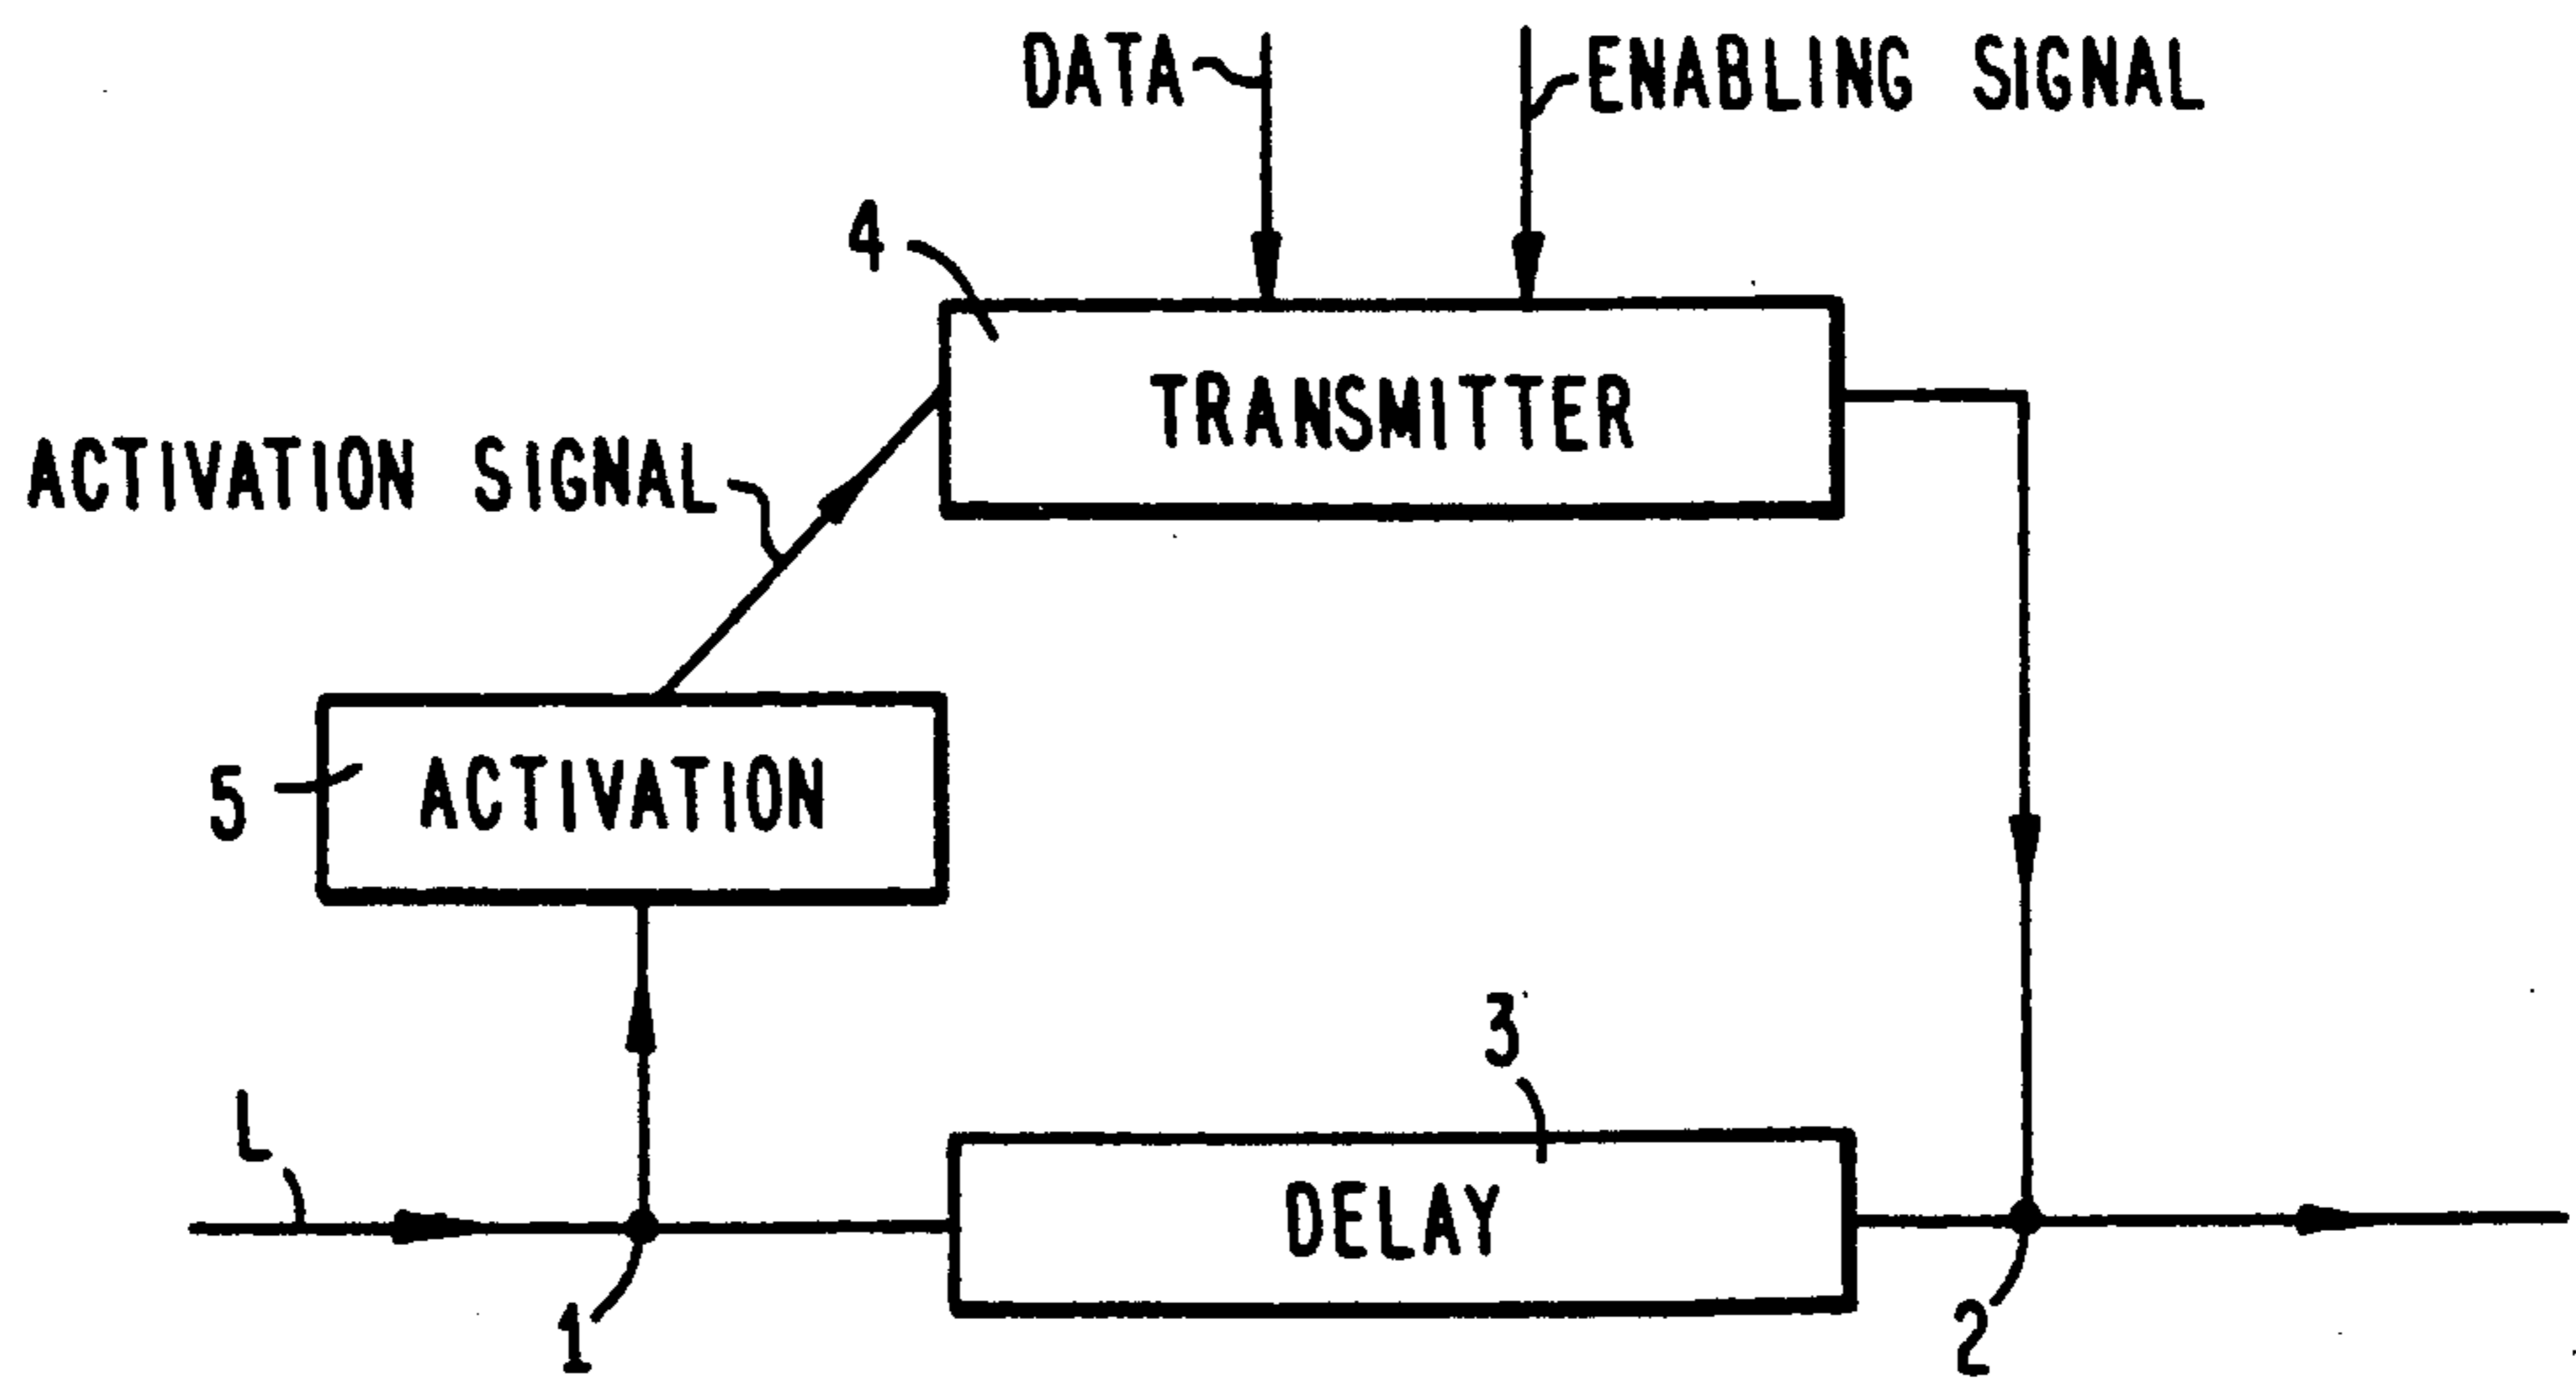 DATA
ENABLING SIGNAL
4
TRANSMITTER
ACTIVATION SIGNAL
5
ACTIVATION
3
L
DELAY
1
2